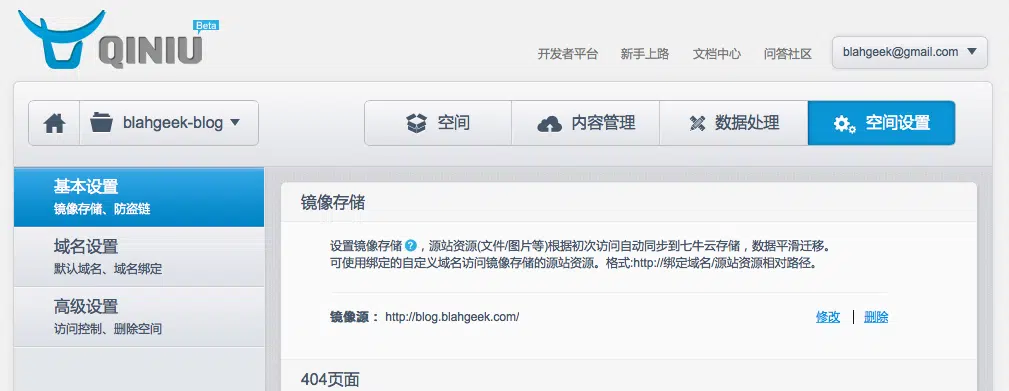 QINIU
Beta
开发者平台 新手上路 文档中心 问答社区 blahgeek@gmail.com
blahgeek-blog 空间 内容管理 数据处理 空间设置
基本设置
镜像存储、防盗链
域名设置
默认域名、域名绑定
高级设置
访问控制、删除空间
镜像存储
设置镜像存储 ? ，源站资源(文件/图片等)根据初次访问自动同步到七牛云存储，数据平滑迁移。
可使用绑定的自定义域名访问镜像存储的源站资源。格式:http://绑定域名/源站资源相对路径。
镜像源： http://blog.blahgeek.com/ 修改 | 删除
404页面